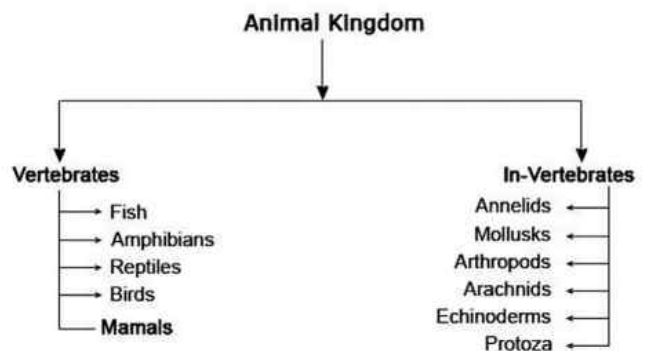 Animal Kingdom
Vertebrates
Fish
Amphibians
Reptiles
Birds
Mamals
In-Vertebrates
Annelids
Mollusks
Arthropods
Arachnids
Echinoderms
Protoza